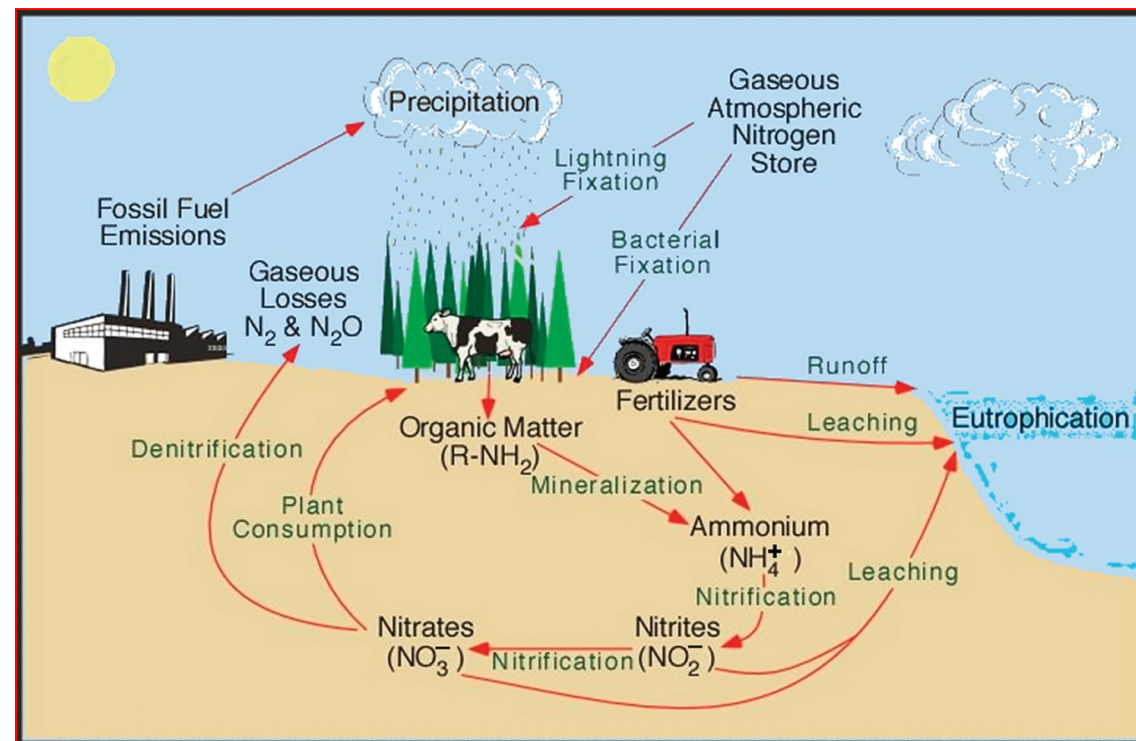 Precipitation
Gaseous
Atmospheric
Nitrogen
Store
Lightning
Fixation
Fossil Fuel
Emissions
Bacterial
Fixation
Gaseous
Losses
N₂ & N₂O
Runoff
Fertilizers
Eutrophication
Leaching
Organic Matter
(R-NH₂)
Denitrification
Mineralization
Plant
Consumption
Ammonium
(NH₄⁺ )
Leaching
Nitrification
Nitrates
(NO₃⁻ )
Nitrification
Nitrites
(NO₂⁻ )